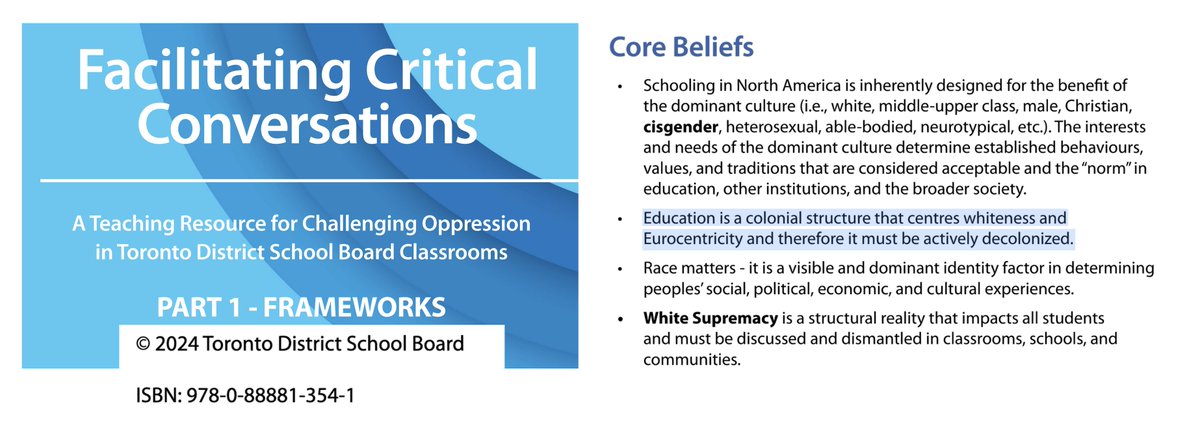 Facilitating Critical
Conversations
A Teaching Resource for Challenging Oppression
in Toronto District School Board Classrooms
PART 1 - FRAMEWORKS
© 2024 Toronto District School Board
ISBN: 978-0-88881-354-1
Core Beliefs
• Schooling in North America is inherently designed for the benefit of
the dominant culture (i.e., white, middle-upper class, male, Christian,
cisgender, heterosexual, able-bodied, neurotypical, etc.). The interests
and needs of the dominant culture determine established behaviours,
values, and traditions that are considered acceptable and the “norm” in
education, other institutions, and the broader society.
• Education is a colonial structure that centres whiteness and
Eurocentricity and therefore it must be actively decolonized.
• Race matters - it is a visible and dominant identity factor in determining
peoples’ social, political, economic, and cultural experiences.
• White Supremacy is a structural reality that impacts all students
and must be discussed and dismantled in classrooms, schools, and
communities.